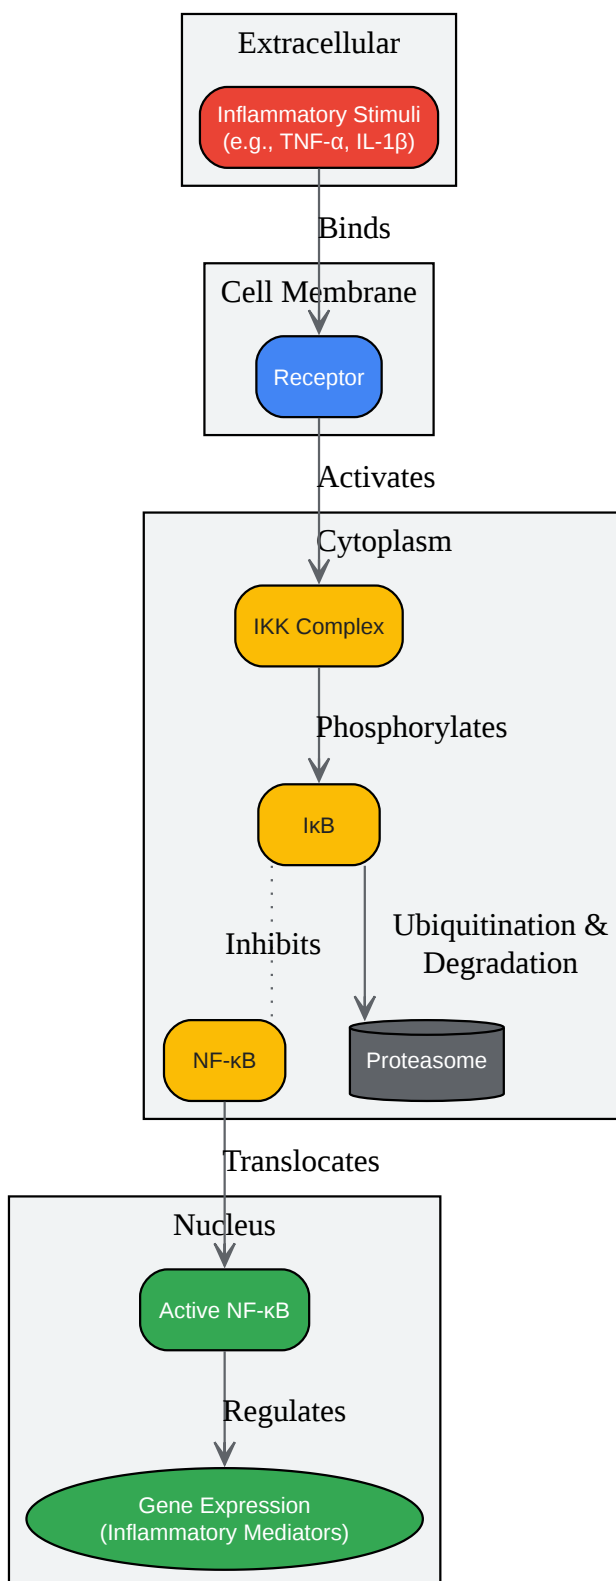 Extracellular
Inflammatory Stimuli
(e.g., TNF-α, IL-1β)
Binds
Cell Membrane
Receptor
Activates
Cytoplasm
IKK Complex
Phosphorylates
IκB
Inhibits
Ubiquitination &
Degradation
NF-κB
Proteasome
Translocates
Nucleus
Active NF-κB
Regulates
Gene Expression
(Inflammatory Mediators)